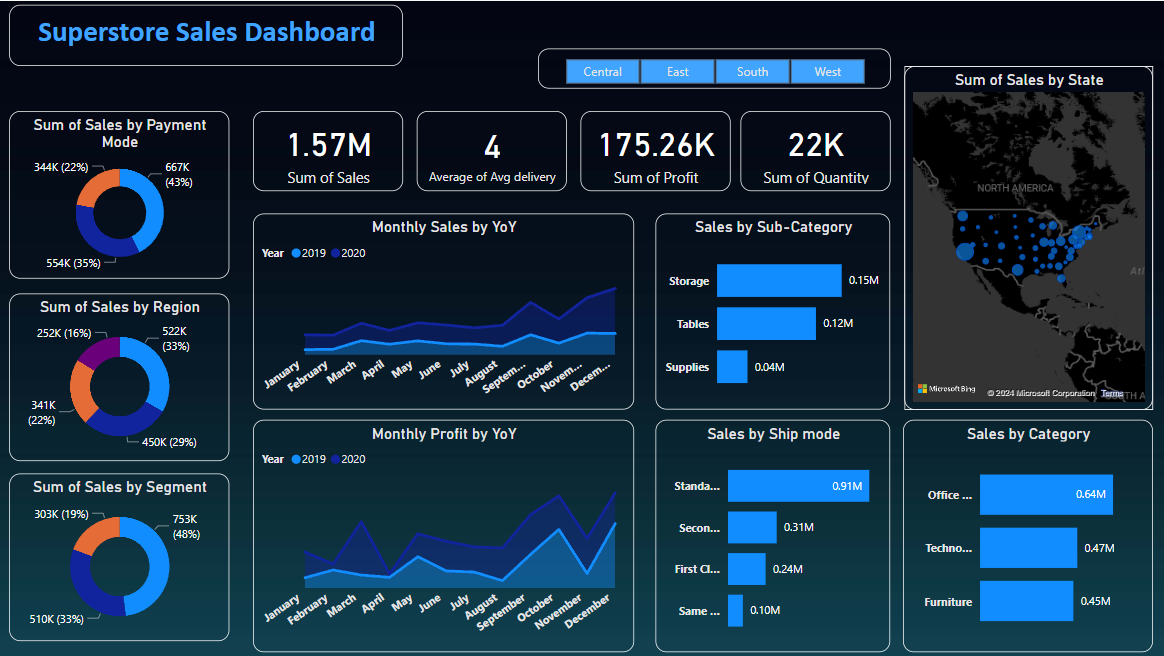 Superstore Sales Dashboard
Central
East
South
West
Sum of Sales by State
NORTH AMERICA
Atl
Microsoft Bing
© 2024 Microsoft Corporation
Terms
SOUTH A
Sum of Sales by Payment
Mode
344K (22%)
667K
(43%)
554K (35%)
1.57M
Sum of Sales
4
Average of Avg delivery
175.26K
Sum of Profit
22K
Sum of Quantity
Monthly Sales by YoY
Year 2019 2020
January
February
March
April
May
June
July
August
Septem...
October
Novem...
Decem...
Sales by Sub-Category
Storage 0.15M
Tables 0.12M
Supplies 0.04M
Sum of Sales by Region
252K (16%)
522K
(33%)
341K
(22%)
450K (29%)
Monthly Profit by YoY
Year 2019 2020
January
February
March
April
May
June
July
August
September
October
November
December
Sales by Ship mode
Standa... 0.91M
Secon... 0.31M
First Cl... 0.24M
Same ... 0.10M
Sales by Category
Office ... 0.64M
Techno... 0.47M
Furniture 0.45M
Sum of Sales by Segment
303K (19%)
753K
(48%)
510K (33%)